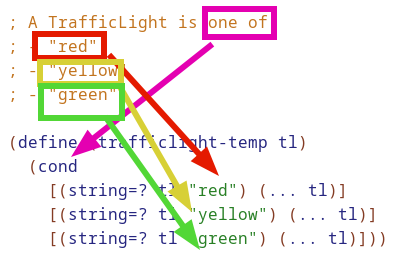 ; A TrafficLight is one of
; - "red"
; - "yellow
; - "green"
(define trafficlight-temp tl)
(cond
[(string=? tl "red") (... tl)]
[(string=? tl "yellow") (... tl)]
[(string=? tl "green") (... tl)]))